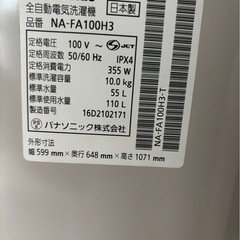 全自動電気洗濯機
日本製
品番 NA-FA100H3
定格電圧 100 V～
定格周波数 50/60 Hz
定格消費電力 355 W
標準洗濯容量 10.0 kg
標準水量 55 L
標準使用水量 110 L
製造番号 16D2102171
パナソニック株式会社
外形寸法
幅 599 mm × 奥行 648 mm × 高さ 1071 mm
JET
IPX4
NA-FA100H3-T